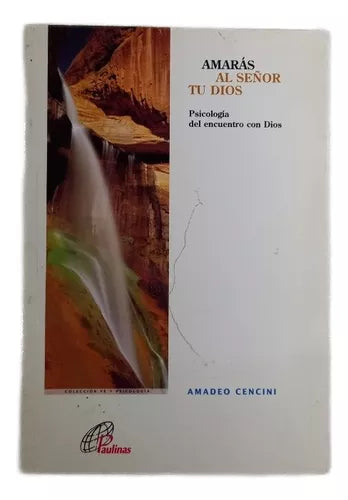 AMARÁS
AL SEÑOR
TU DIOS
Psicología
del encuentro con Dios
COLECCIÓN FE Y PSICOLOGÍA
AMADEO CENCINI
Paulinas